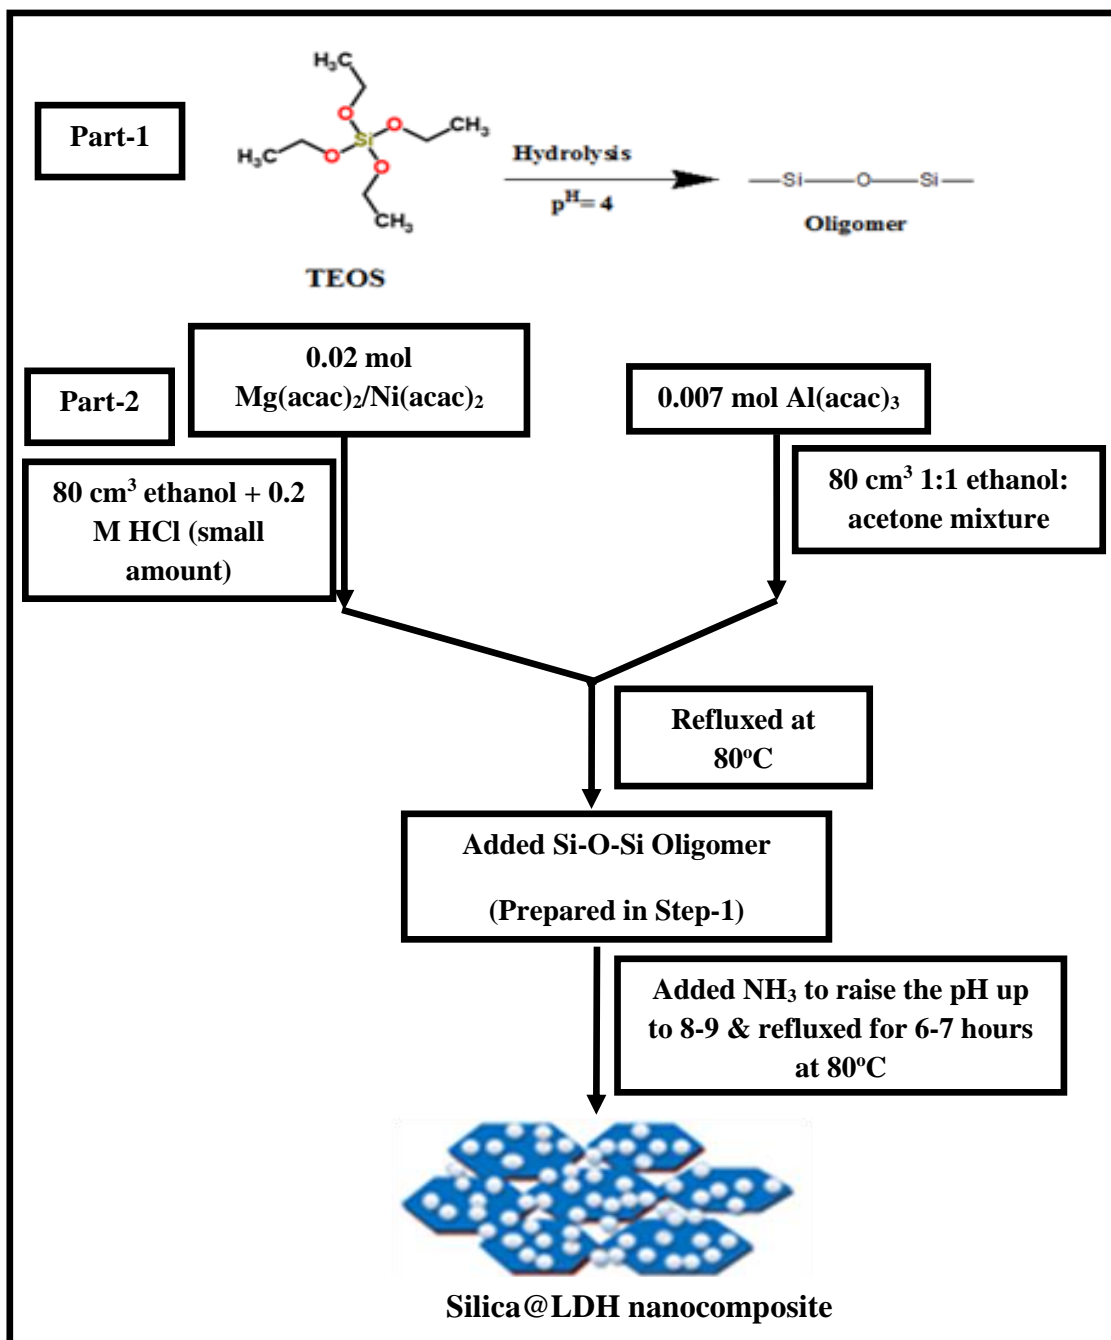 Part-1
H₃C
O
O
CH₃
Si
H₃C
O
O
CH₃
TEOS
Hydrolysis
pᴴ= 4
Si
O
Si
Oligomer
Part-2
0.02 mol
Mg(acac)₂/Ni(acac)₂
0.007 mol Al(acac)₃
80 cm³ ethanol + 0.2
M HCl (small
amount)
80 cm³ 1:1 ethanol:
acetone mixture
Refluxed at
80ºC
Added Si-O-Si Oligomer
(Prepared in Step-1)
Added NH₃ to raise the pH up
to 8-9 & refluxed for 6-7 hours
at 80ºC
Silica@LDH nanocomposite